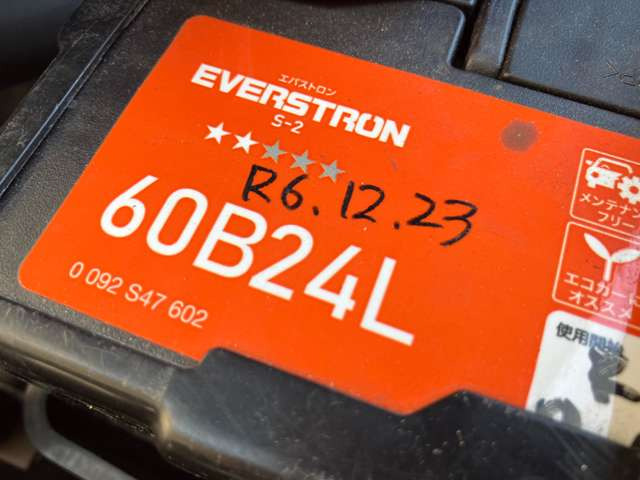 エバストロン
EVERSTRON
S-2
R6.12.23
60B24L
0 092 S47 602
メンテナ
フリー
エコカー
オススメ
使用開始